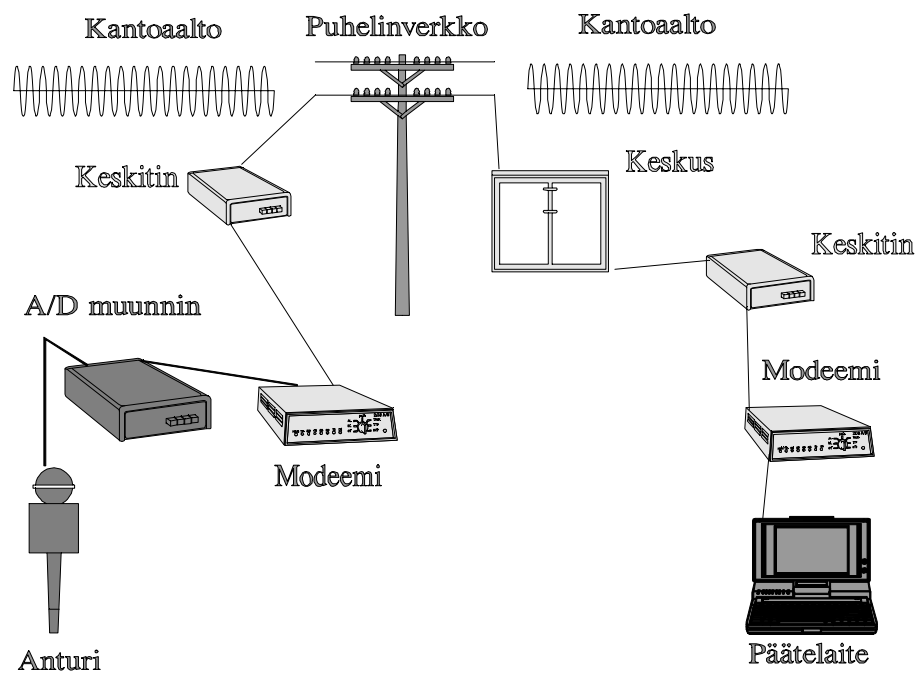 Kantoaalto
Puhelinverkko
Kantoaalto
Keskitin
Keskus
Keskitin
A/D muunnin
Modeemi
Modeemi
Anturi
Päätelaite